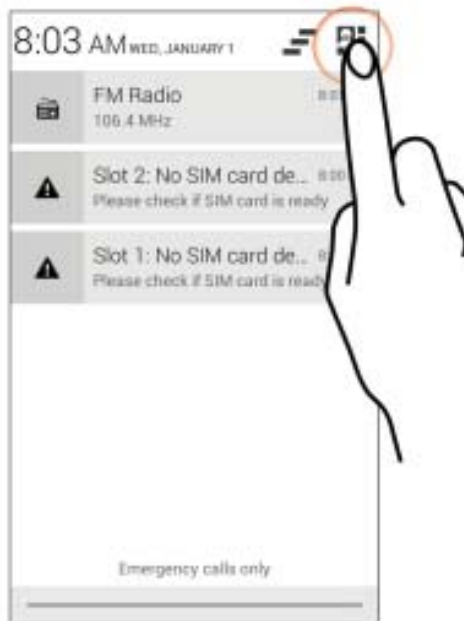 8:03 AM WED, JANUARY 1
FM Radio
106.4 MHz
Slot 2: No SIM card de... 8:00
Please check if SIM card is ready
Slot 1: No SIM card de...
Please check if SIM card is ready
Emergency calls only